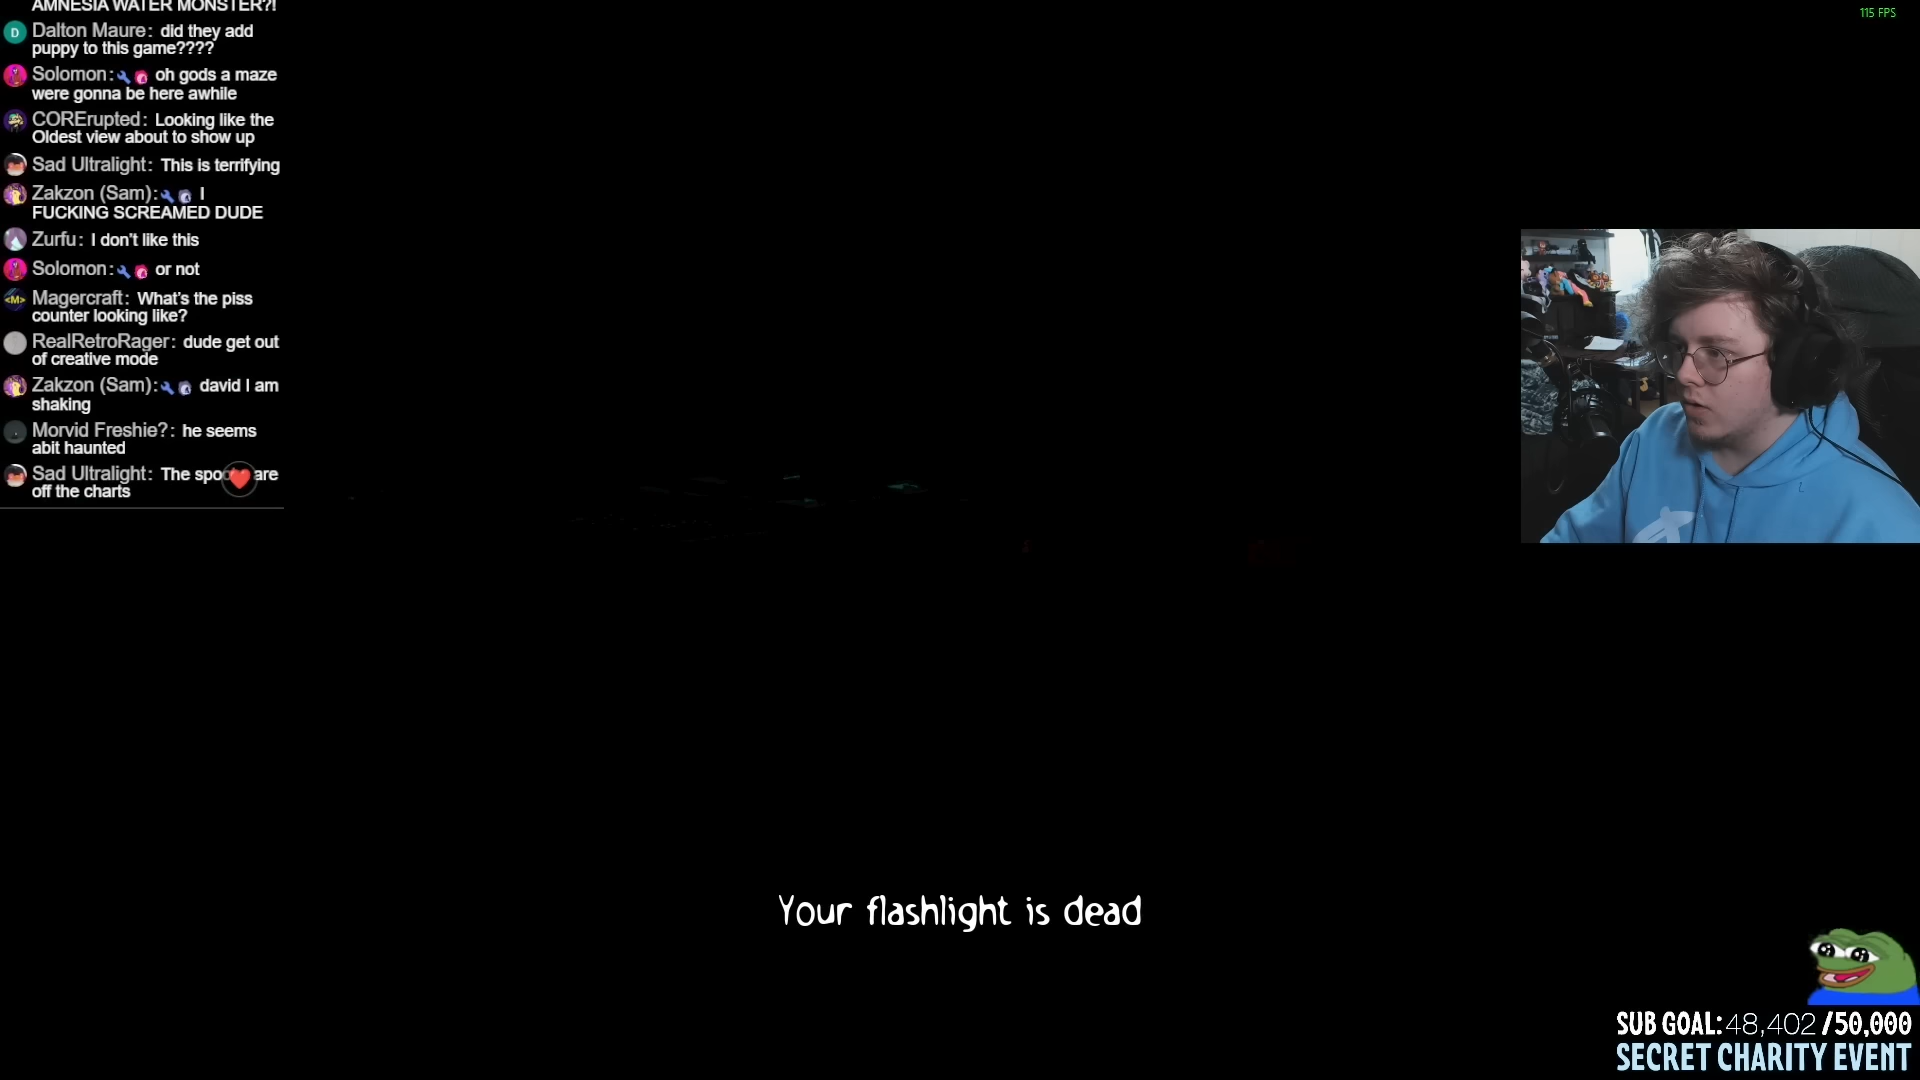 AMNESIA WATER MONSTER?!
Dalton Maure: did they add
puppy to this game????
Solomon: oh gods a maze
were gonna be here awhile
CORErupted: Looking like the
Oldest view about to show up
Sad Ultralight: This is terrifying
Zakzon (Sam): I
FUCKING SCREAMED DUDE
Zurfu: I don't like this
Solomon: or not
Magercraft: What's the piss
counter looking like?
RealRetroRager: dude get out
of creative mode
Zakzon (Sam): david I am
shaking
Morvid Freshie?: he seems
abit haunted
Sad Ultralight: The are
off the charts
115 FPS
Your flashlight is dead
SUB GOAL: 48,402 /50,000
SECRET CHARITY EVENT